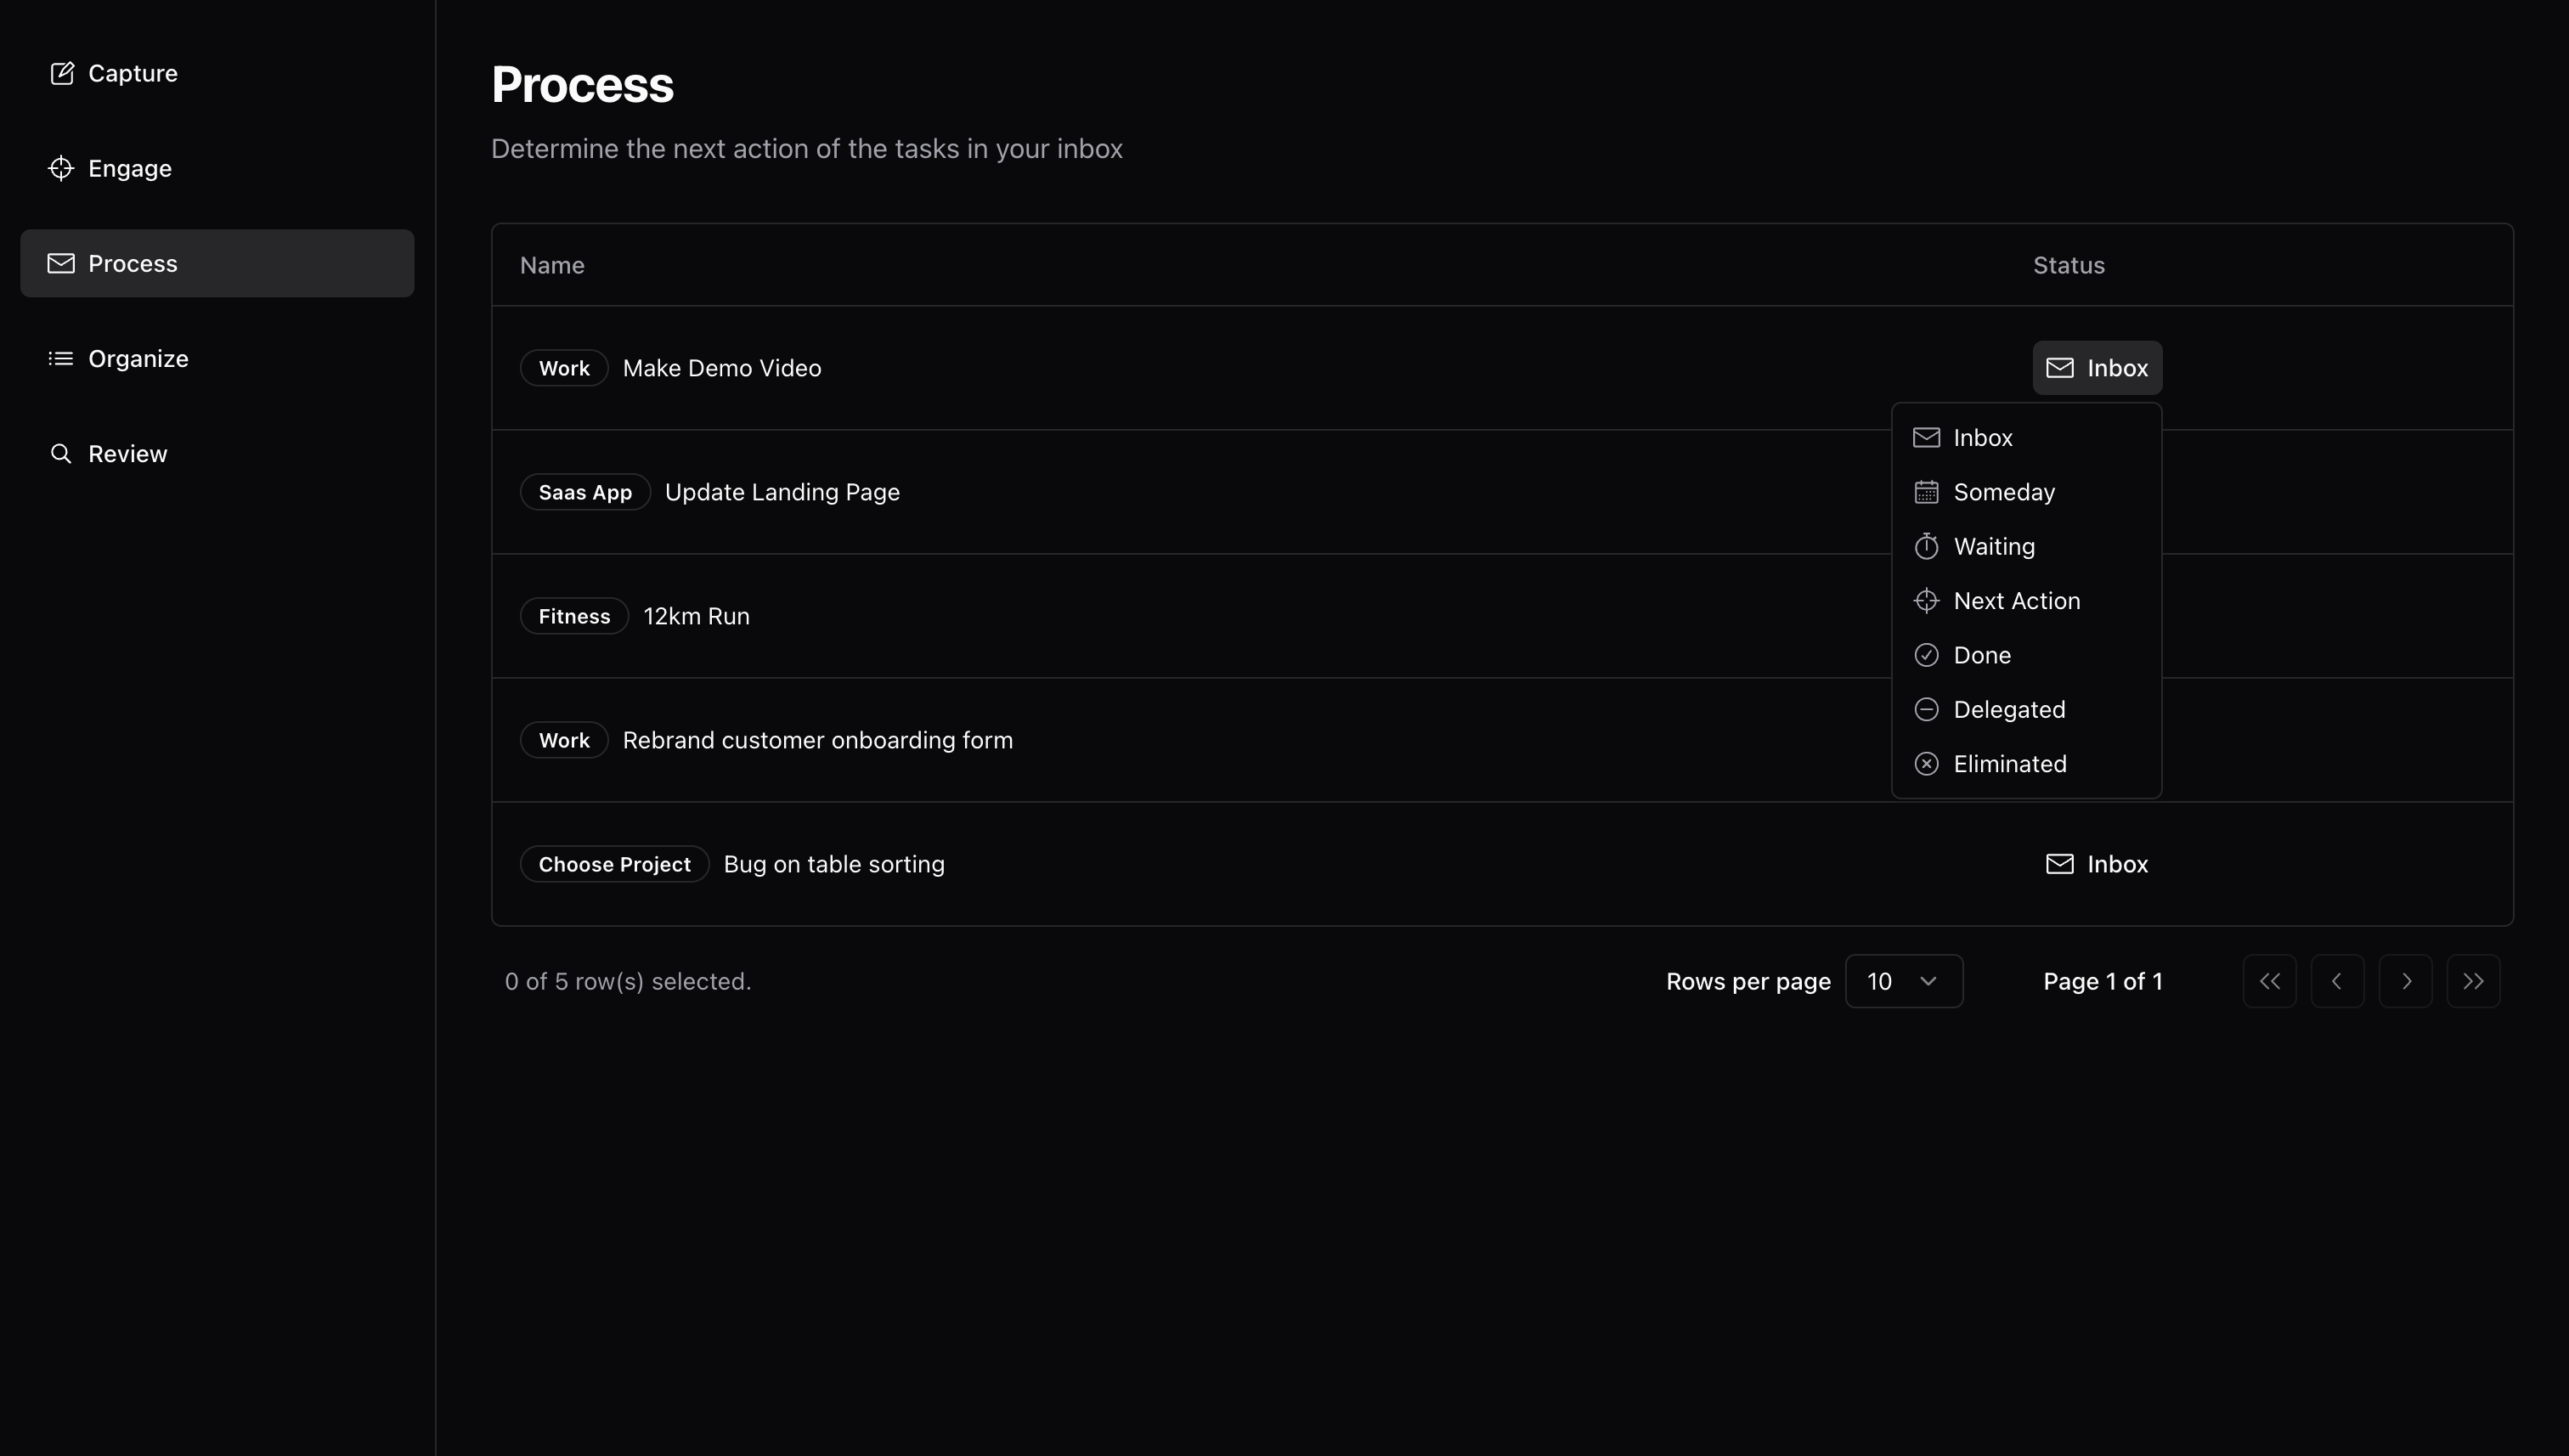 Capture
Engage
Process
Organize
Review
Process
Determine the next action of the tasks in your inbox
Name Status
Work Make Demo Video Inbox
Inbox
Saas App Update Landing Page Someday
Waiting
Fitness 12km Run Next Action
Done
Delegated
Work Rebrand customer onboarding form
Eliminated
Choose Project Bug on table sorting Inbox
0 of 5 row(s) selected. Rows per page 10 Page 1 of 1